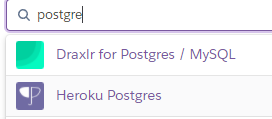 postgre
Draxlr for Postgres / MySQL
Heroku Postgres